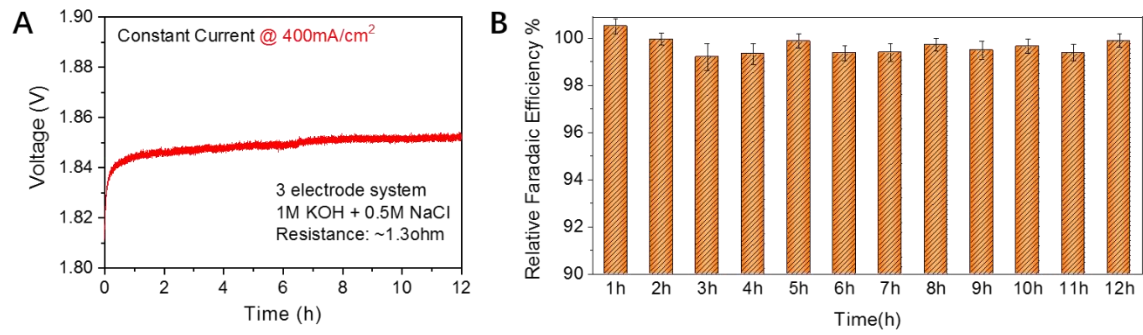 A
Constant Current @ 400mA/cm²
Voltage (V)
1.90
1.88
1.86
1.84
1.82
1.80
3 electrode system
1M KOH + 0.5M NaCl
Resistance: ~1.3ohm
0 2 4 6 8 10 12
Time (h)
B
Relative Faradaic Efficiency %
100
98
96
94
92
90
1h 2h 3h 4h 5h 6h 7h 8h 9h 10h 11h 12h
Time(h)